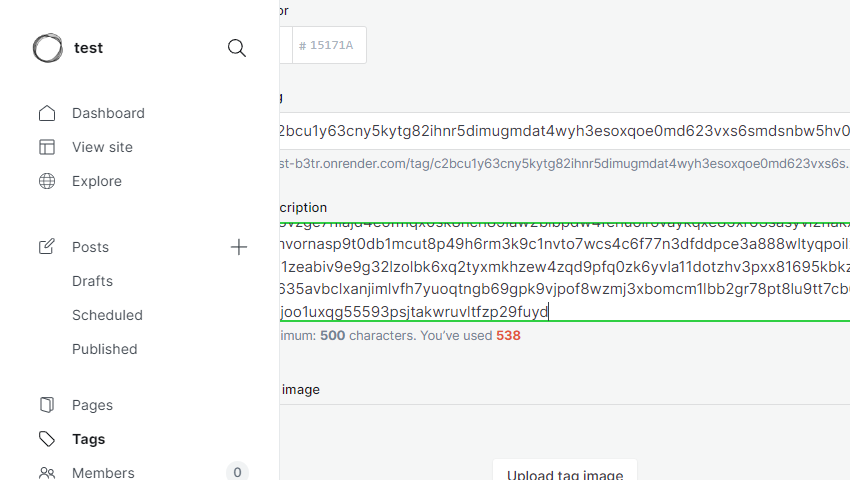 test
Dashboard
View site
Explore
Posts
Drafts
Scheduled
Published
Pages
Tags
Members
0
or
# 15171A
g
2bcu1y63cny5kytg82ihnr5dimugmdat4wyh3esoxqoe0md623vxs6smdsnbw5hv0
st-b3tr.onrender.com/tag/c2bcu1y63cny5kytg82ihnr5dimugmdat4wyh3esoxqoe0md623vxs6s.
cription
nvornasp9t0db1mcut8p49h6rm3k9c1nvto7wcs4c6f77n3dfddpce3a888wltyqpoil
1zeabiv9e9g32lzolbk6xq2tyxmkhzew4zqd9pfq0zk6yvla11dotzhv3pxx81695kbkz
635avbclxanjimlvfh7yuoqtngb69gpk9vjpof8wzmj3xbomcm1lbb2gr78pt8lu9tt7cb
joo1uxqg55593psjtakwruvltfzp29fuyd
imum: 500 characters. You've used 538
image
Upload tag image